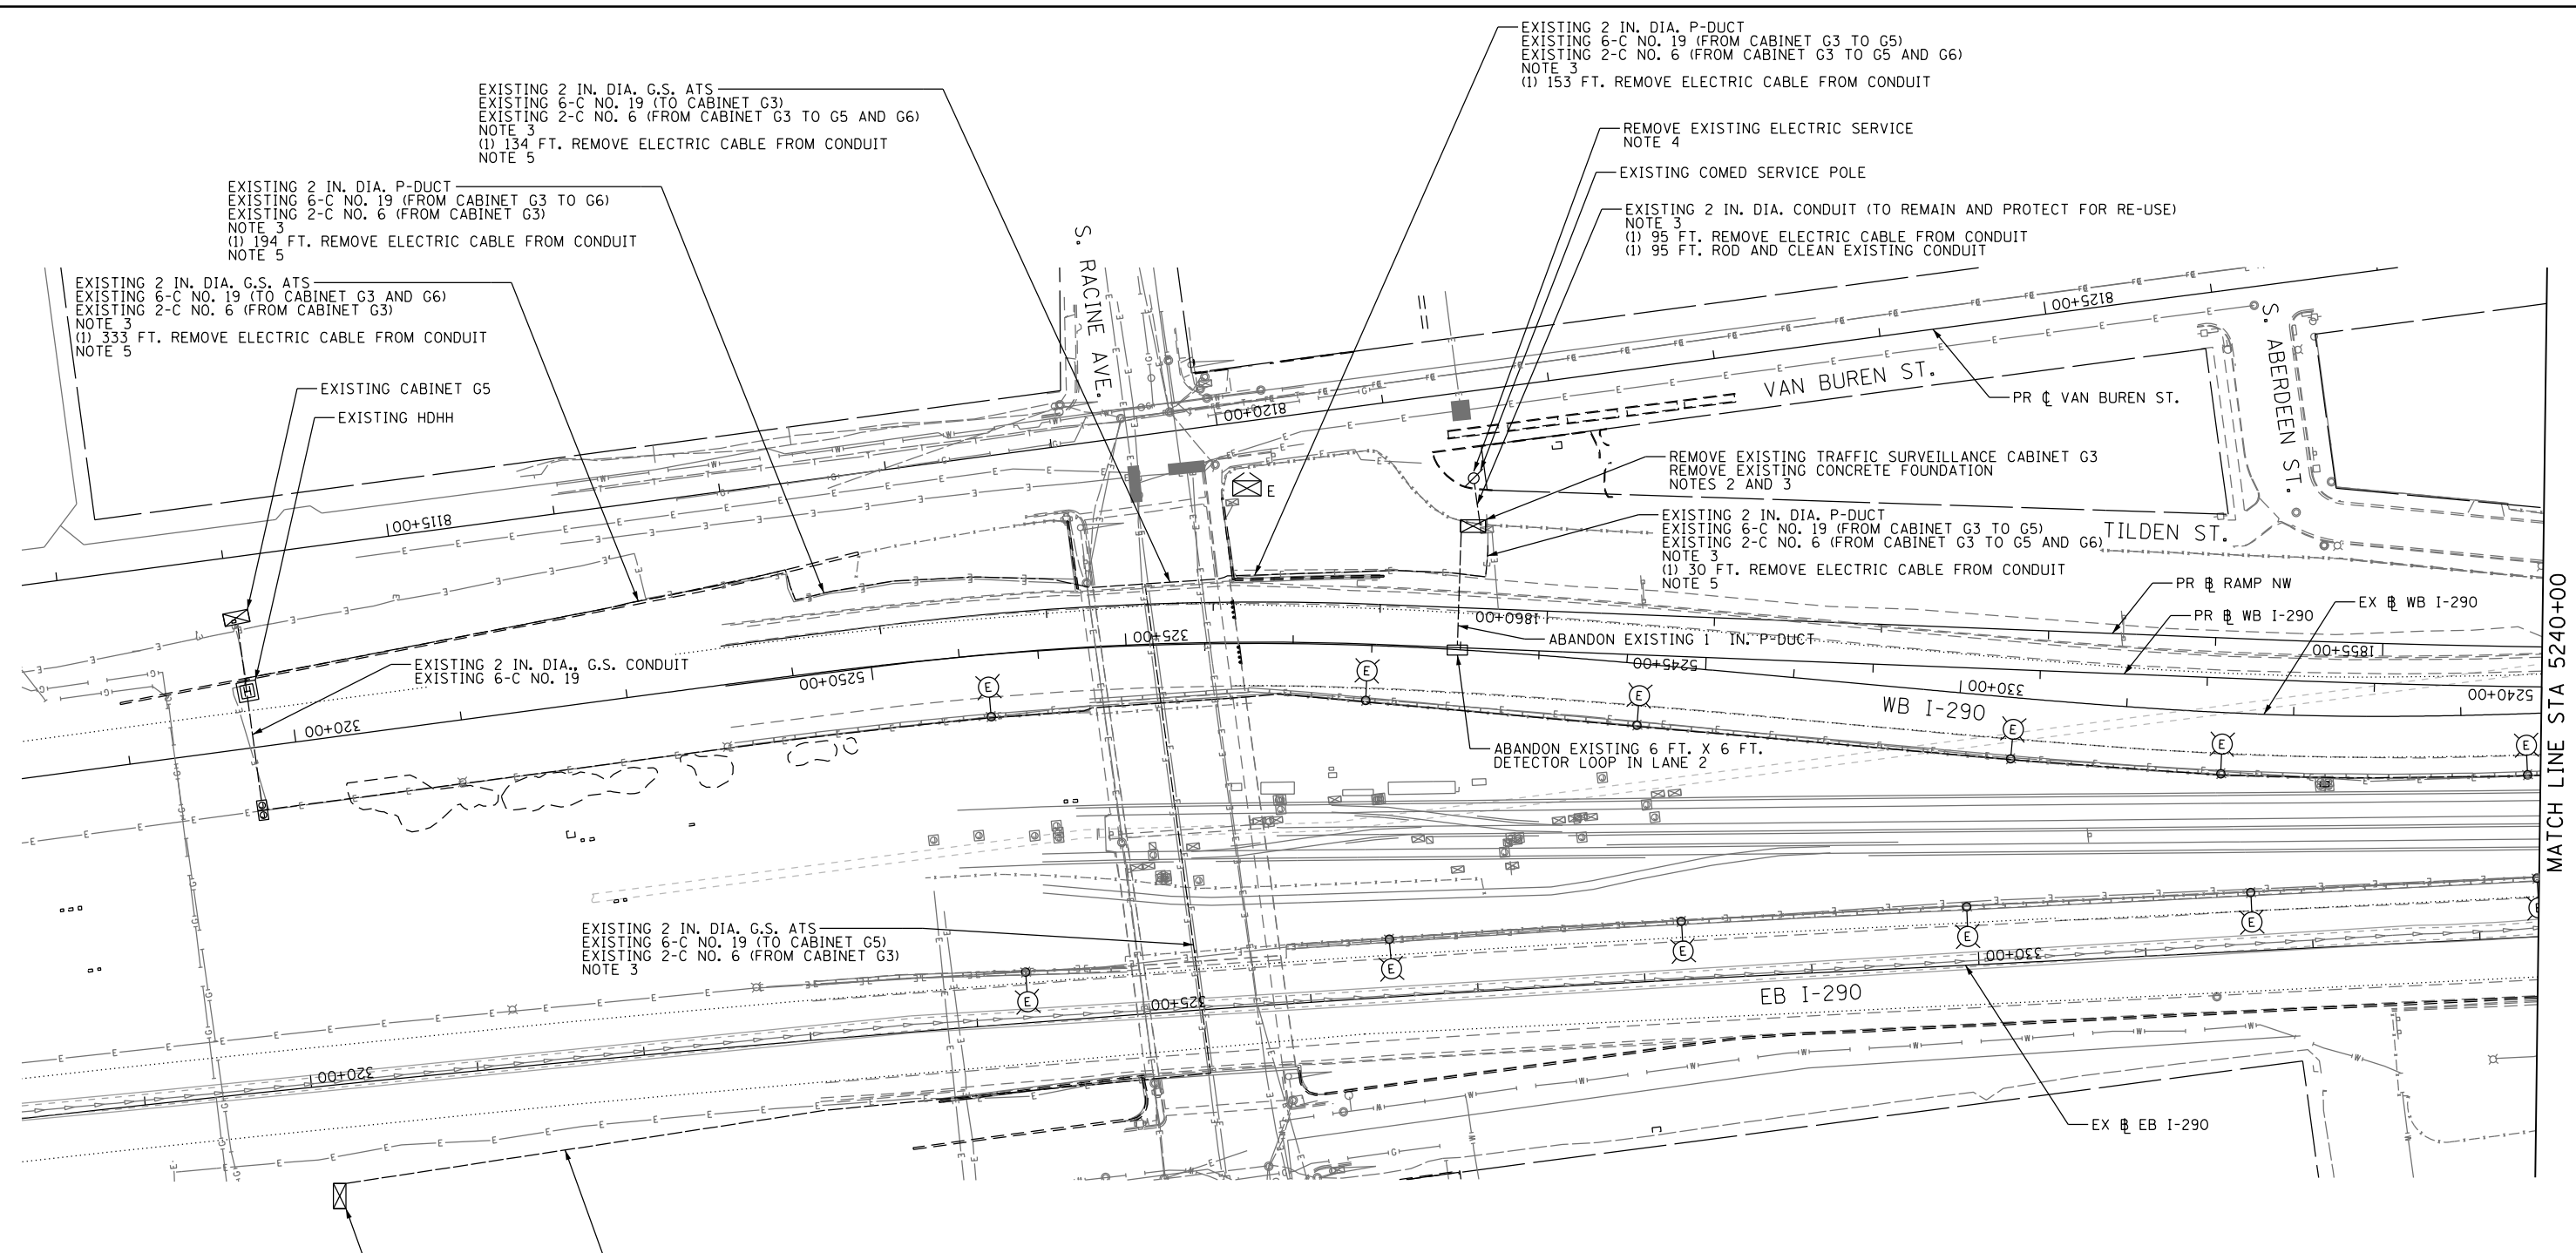 EXISTING 2 IN. DIA. P-DUCT
EXISTING 6-C NO. 19 (FROM CABINET G3 TO G5)
EXISTING 2-C NO. 6 (FROM CABINET G3 TO G5 AND G6)
NOTE 3
(1) 153 FT. REMOVE ELECTRIC CABLE FROM CONDUIT
EXISTING 2 IN. DIA. G.S. ATS
EXISTING 6-C NO. 19 (TO CABINET G3)
EXISTING 2-C NO. 6 (FROM CABINET G3 TO G5 AND G6)
NOTE 3
(1) 134 FT. REMOVE ELECTRIC CABLE FROM CONDUIT
NOTE 5
REMOVE EXISTING ELECTRIC SERVICE
NOTE 4
EXISTING COMED SERVICE POLE
EXISTING 2 IN. DIA. P-DUCT
EXISTING 6-C NO. 19 (FROM CABINET G3 TO G6)
EXISTING 2-C NO. 6 (FROM CABINET G3)
NOTE 3
(1) 194 FT. REMOVE ELECTRIC CABLE FROM CONDUIT
NOTE 5
EXISTING 2 IN. DIA. CONDUIT (TO REMAIN AND PROTECT FOR RE-USE)
NOTE 3
(1) 95 FT. REMOVE ELECTRIC CABLE FROM CONDUIT
(1) 95 FT. ROD AND CLEAN EXISTING CONDUIT
EXISTING 2 IN. DIA. G.S. ATS
EXISTING 6-C NO. 19 (TO CABINET G3 AND G6)
EXISTING 2-C NO. 6 (FROM CABINET G3)
NOTE 3
(1) 333 FT. REMOVE ELECTRIC CABLE FROM CONDUIT
NOTE 5
S. RACINE AVE.
8125+00
S. ABERDEEN ST.
EXISTING CABINET G5
EXISTING HDHH
VAN BUREN ST.
PR ℄ VAN BUREN ST.
8120+00
8115+00
E
REMOVE EXISTING TRAFFIC SURVEILLANCE CABINET G3
REMOVE EXISTING CONCRETE FOUNDATION
NOTES 2 AND 3
EXISTING 2 IN. DIA. P-DUCT
EXISTING 6-C NO. 19 (FROM CABINET G3 TO G5)
EXISTING 2-C NO. 6 (FROM CABINET G3 TO G5 AND G6)
NOTE 3
(1) 30 FT. REMOVE ELECTRIC CABLE FROM CONDUIT
NOTE 5
TILDEN ST.
PR BL RAMP NW
EX BL WB I-290
PR BL WB I-290
1860+00
1855+00
325+00
ABANDON EXISTING 1 IN. P-DUCT
5245+00
5250+00
330+00
5240+00
320+00
EXISTING 2 IN. DIA., G.S. CONDUIT
EXISTING 6-C NO. 19
WB I-290
MATCH LINE STA 5240+00
ABANDON EXISTING 6 FT. X 6 FT.
DETECTOR LOOP IN LANE 2
EXISTING 2 IN. DIA. G.S. ATS
EXISTING 6-C NO. 19 (TO CABINET G5)
EXISTING 2-C NO. 6 (FROM CABINET G3)
NOTE 3
330+00
325+00
EB I-290
320+00
EX BL EB I-290